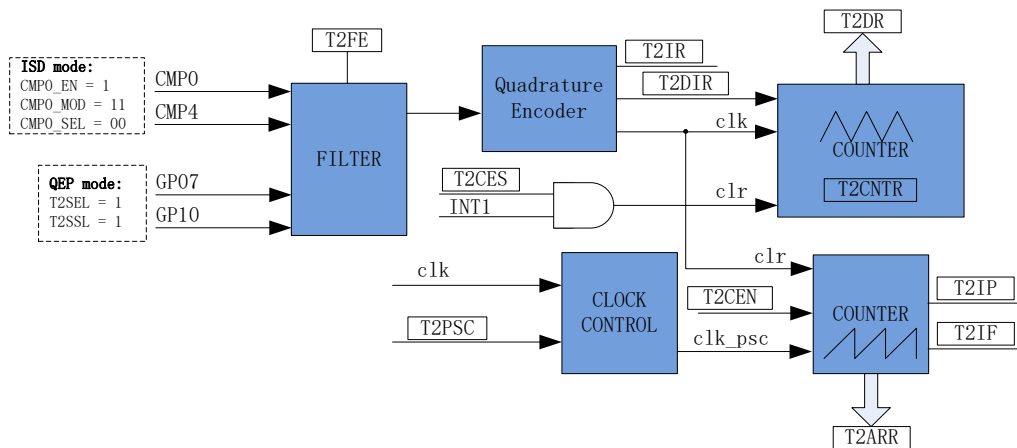 T2DR
T2FE
ISD mode:
CMP0_EN = 1
CMP0_MOD = 11
CMP0_SEL = 00
CMP0
CMP4
FILTER
Quadrature
Encoder
T2IR
T2DIR
clk
COUNTER
T2CNTR
QEP mode:
T2SEL = 1
T2SSL = 1
GP07
GP10
T2CES
INT1
clr
clk
T2PSC
CLOCK
CONTROL
clr
T2CEN
clk_psc
COUNTER
T2IP
T2IF
T2ARR